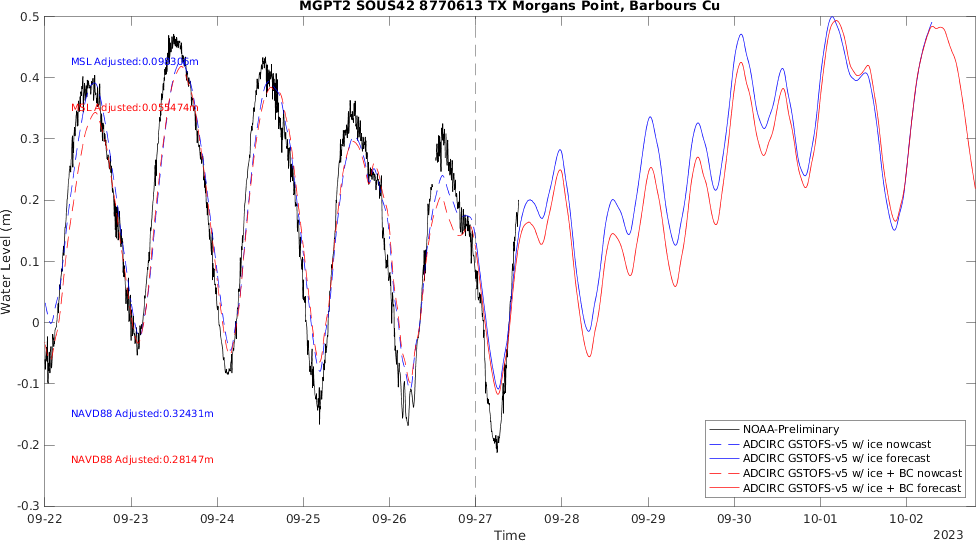 MGPT2 SOUS42 8770613 TX Morgans Point, Barbours Cu
0.5
0.4
0.3
0.2
0.1
0
-0.1
-0.2
-0.3
Water Level (m)
MSL Adjusted:0.098306m
MSL Adjusted:0.055474m
NAVD88 Adjusted:0.32431m
NAVD88 Adjusted:0.28147m
NOAA-Preliminary
ADCIRC GSTOFS-v5 w/ ice nowcast
ADCIRC GSTOFS-v5 w/ ice forecast
ADCIRC GSTOFS-v5 w/ ice + BC nowcast
ADCIRC GSTOFS-v5 w/ ice + BC forecast
09-22 09-23 09-24 09-25 09-26 09-27 09-28 09-29 09-30 10-01 10-02
Time
2023